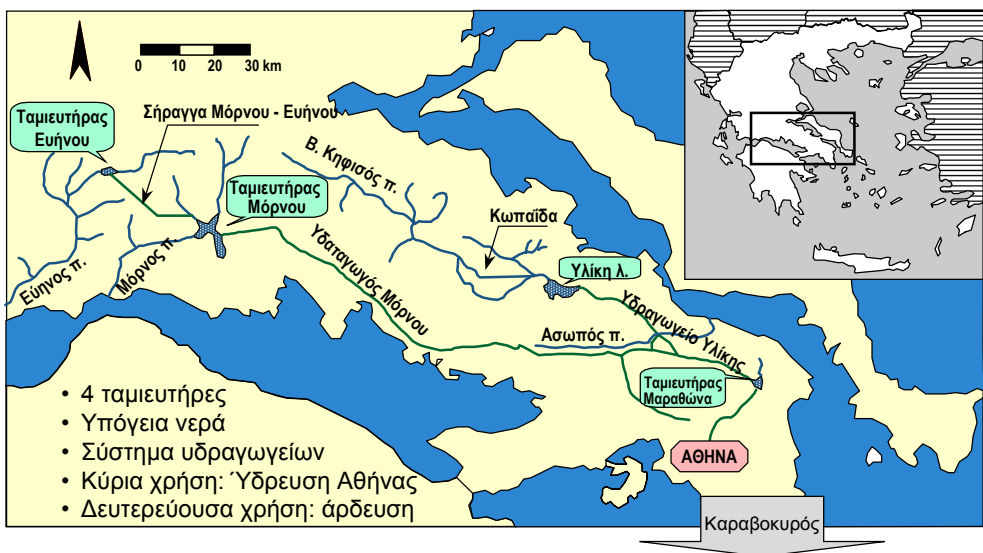 0 10 20 30 km
Ταμιευτήρας
Ευήνου
Σήραγγα Μόρνου - Ευήνου
Β. Κηφισός π.
Ταμιευτήρας
Μόρνου
Κωπαΐδα
Υλίκη λ.
Εύηνος π.
Μόρνος π.
Υδαταγωγός Μόρνου
Υδραγωγείο Υλίκης
Ασωπός π.
Ταμιευτήρας
Μαραθώνα
ΑΘΗΝΑ
• 4 ταμιευτήρες
• Υπόγεια νερά
• Σύστημα υδραγωγείων
• Κύρια χρήση: Ύδρευση Αθήνας
• Δευτερεύουσα χρήση: άρδευση
Καραβοκυρός